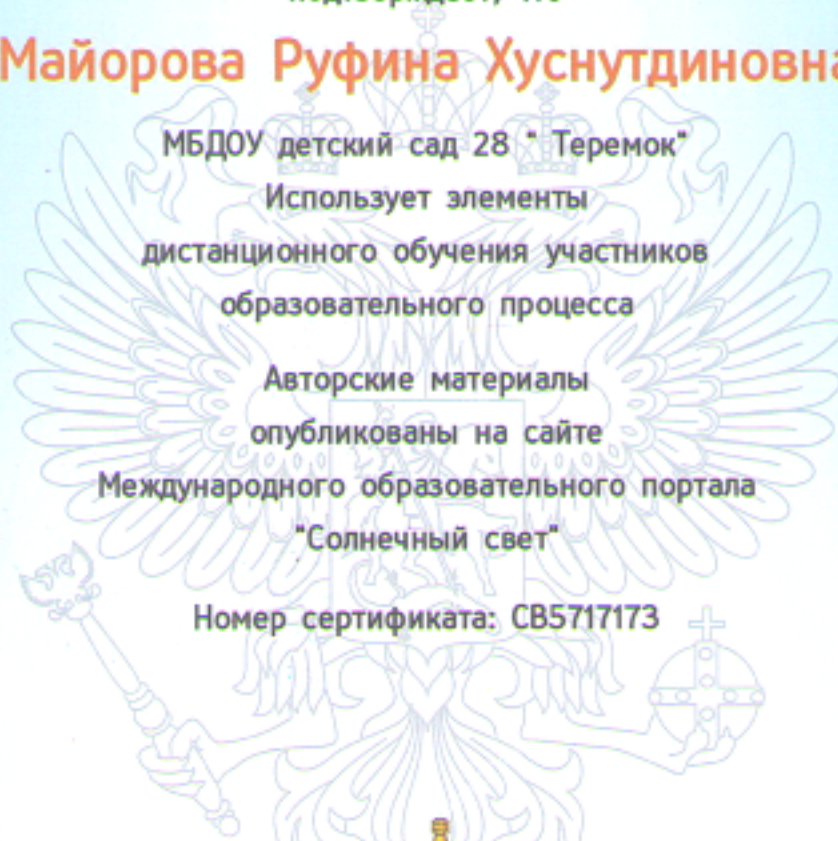 Майорова Руфина Хуснутдиновна
МБДОУ детский сад 28 " Теремок"
Использует элементы
дистанционного обучения участников
образовательного процесса
Авторские материалы
опубликованы на сайте
Международного образовательного портала
"Солнечный свет"
Номер сертификата: СВ5717173